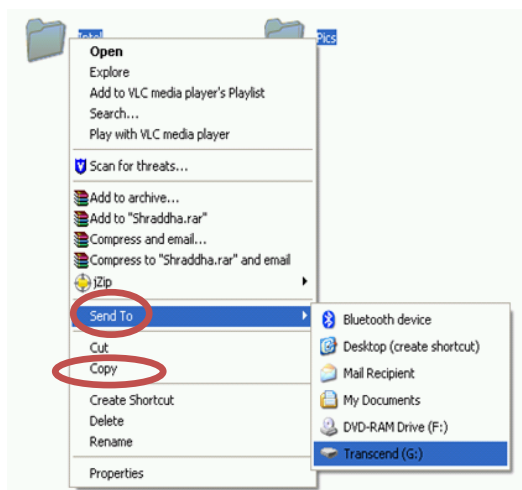 Intel
Pics
Open
Explore
Add to VLC media player's Playlist
Search...
Play with VLC media player
Scan for threats...
Add to archive...
Add to "Shraddha.rar"
Compress and email...
Compress to "Shraddha.rar" and email
jZip
Send To
Cut
Copy
Create Shortcut
Delete
Rename
Properties
Bluetooth device
Desktop (create shortcut)
Mail Recipient
My Documents
DVD-RAM Drive (F:)
Transcend (G:)